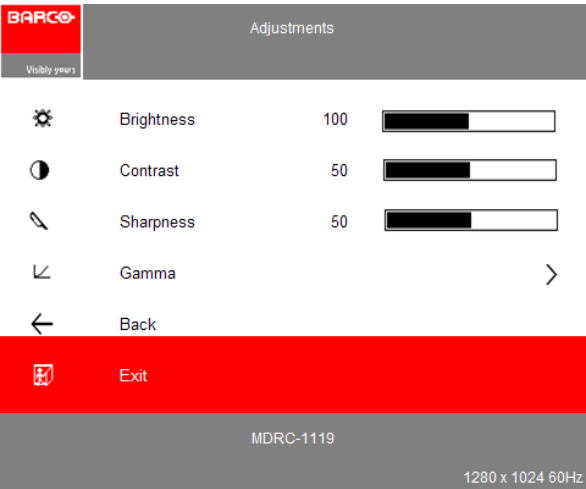 BARCO
Visibly yours
Adjustments
Brightness 100
Contrast 50
Sharpness 50
Gamma
Back
Exit
MDRC-1119
1280 x 1024 60Hz